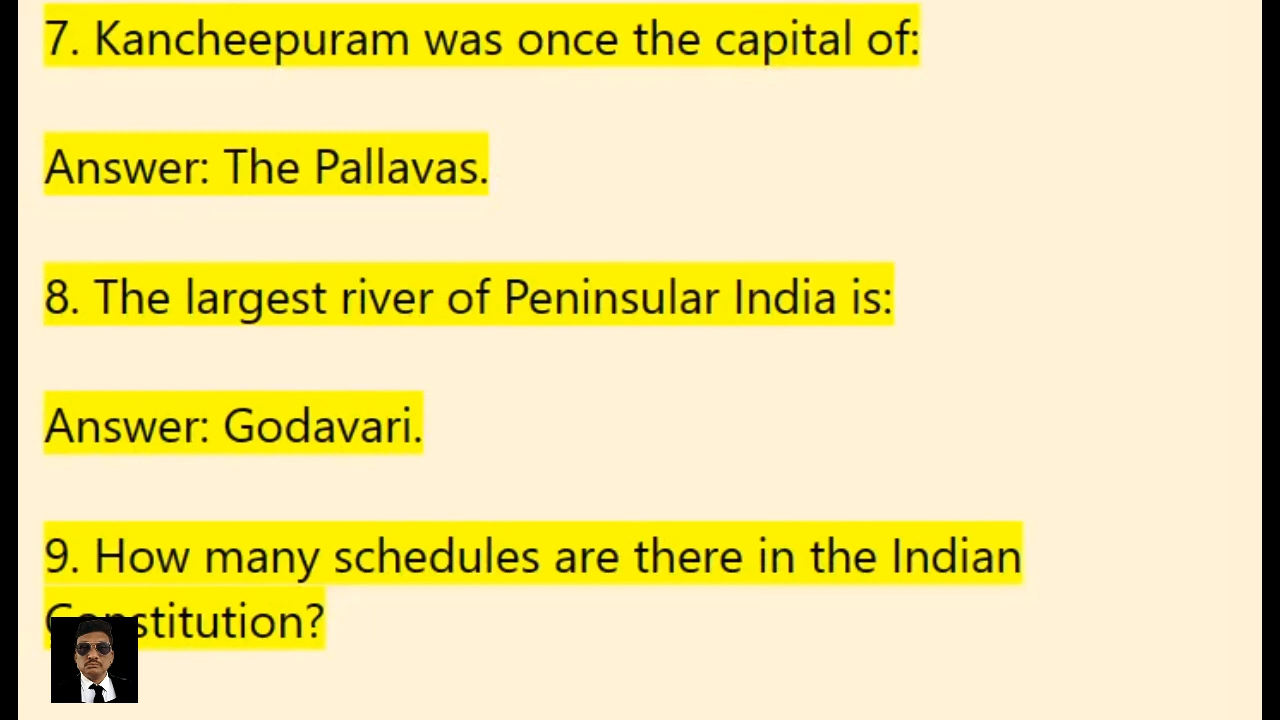 7. Kancheepuram was once the capital of:
Answer: The Pallavas.
8. The largest river of Peninsular India is:
Answer: Godavari.
9. How many schedules are there in the Indian
Constitution?